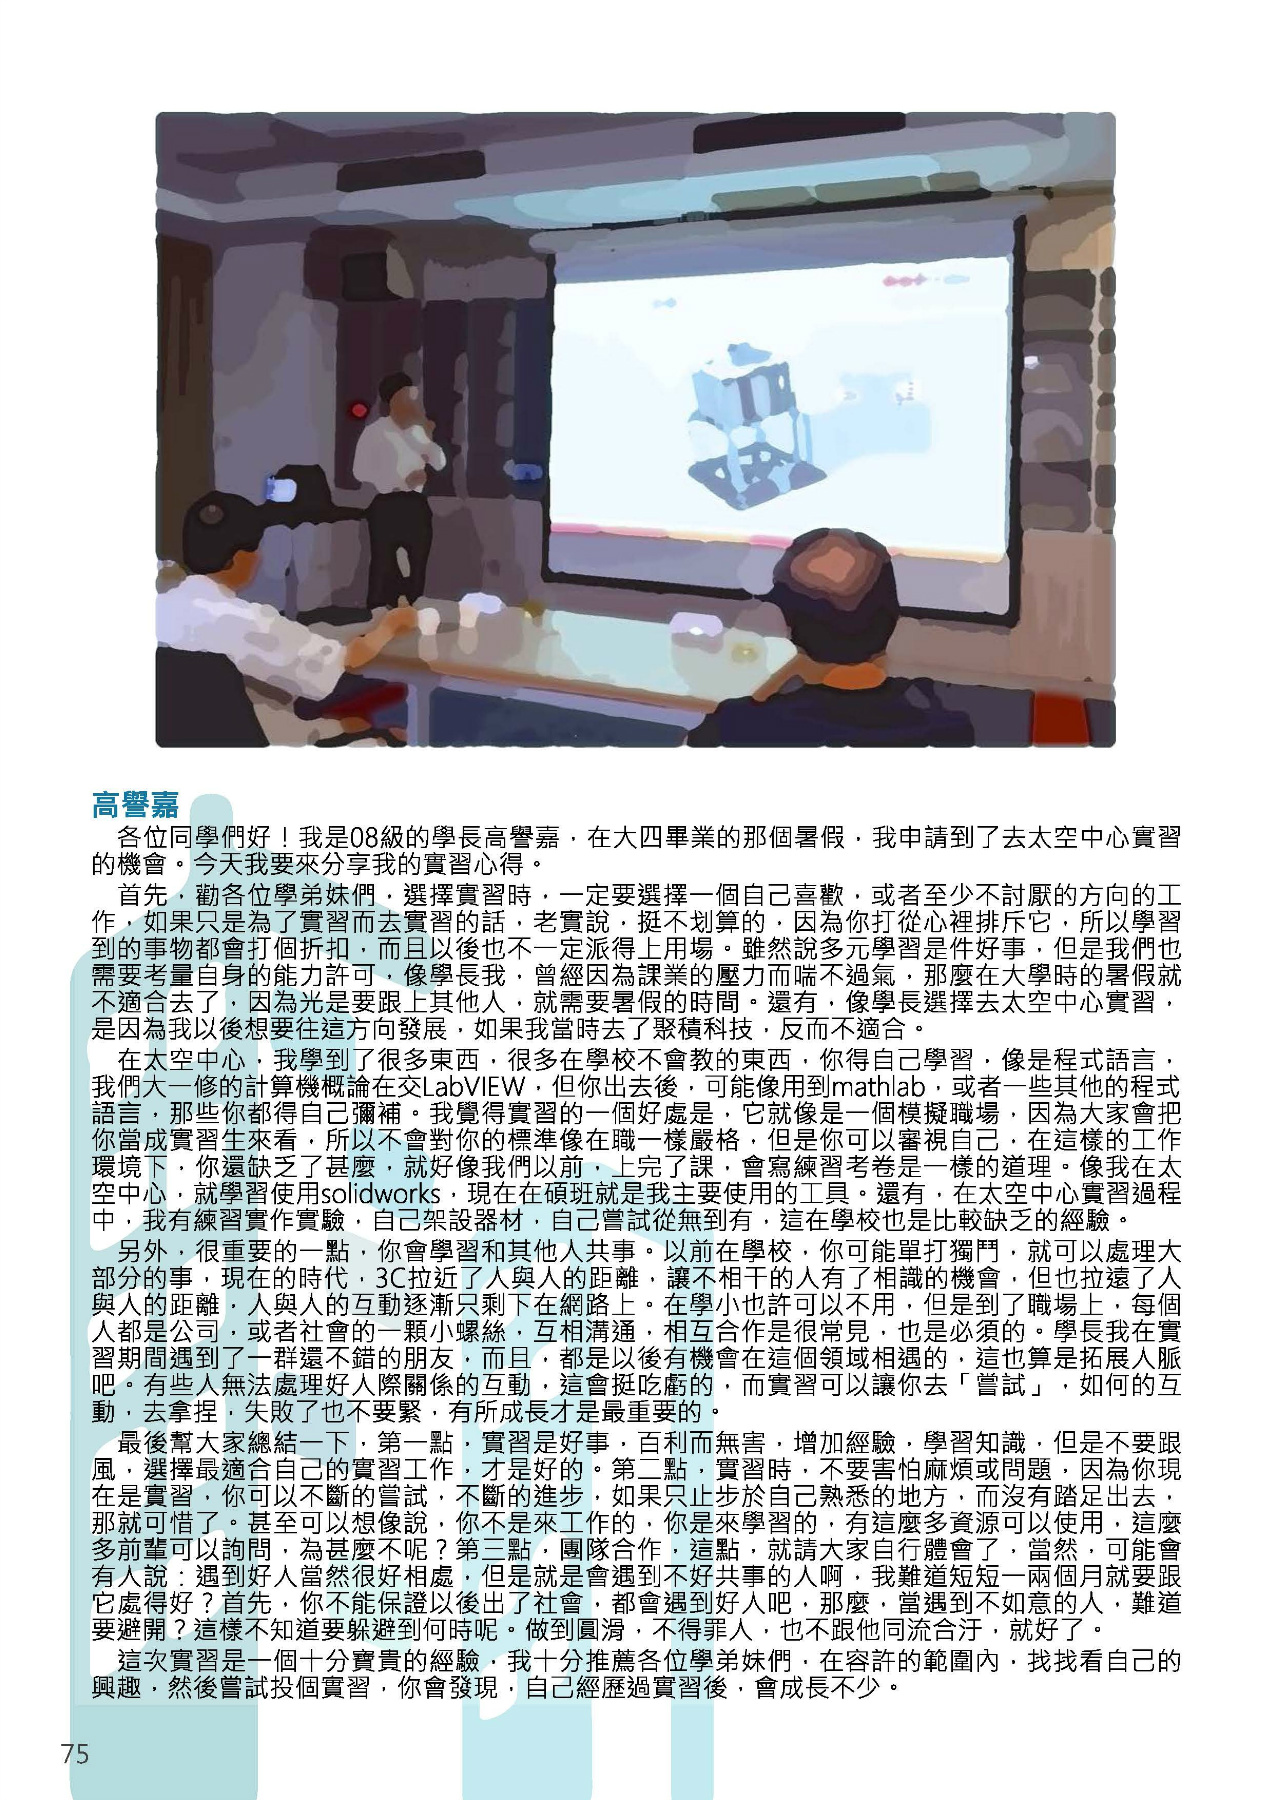 高譽嘉
各位同學們好！我是08級的學長高譽嘉，在大四畢業的那個暑假，我申請到了去太空中心實習
的機會。今天我要來分享我的實習心得。
首先，勸各位學弟妹們，選擇實習時，一定要選擇一個自己喜歡，或者至少不討厭的方向的工
作，如果只是為了實習而去實習的話，老實說，挺不划算的，因為你打從心裡排斥它，所以學習
到的事物都會打個折扣，而且以後也不一定派得上用場。雖然說多元學習是件好事，但是我們也
需要考量自身的能力許可，像學長我，曾經因為課業的壓力而喘不過氣，那麼在大學時的暑假就
不適合去了，因為光是要跟上其他人，就需要暑假的時間。還有，像學長選擇去太空中心實習，
是因為我以後想要往這方向發展，如果我當時去了聚積科技，反而不適合。
在太空中心，我學到了很多東西，很多在學校不會教的東西，你得自己學習，像是程式語言，
我們大一修的計算機概論在交LabVIEW，但你出去後，可能像用到mathlab，或者一些其他的程式
語言，那些你都得自己彌補。我覺得實習的一個好處是，它就像是一個模擬職場，因為大家會把
你當成實習生來看，所以不會對你的標準像在職一樣嚴格，但是你可以審視自己，在這樣的工作
環境下，你還缺乏了甚麼，就好像我們以前，上完了課，會寫練習考卷是一樣的道理。像我在太
空中心，就學習使用solidworks，現在在碩班就是我主要使用的工具。還有，在太空中心實習過程
中，我有練習實作實驗，自己架設器材，自己嘗試從無到有，這在學校也是比較缺乏的經驗。
另外，很重要的一點，你會學習和其他人共事。以前在學校，你可能單打獨鬥，就可以處理大
部分的事，現在的時代，3C拉近了人與人的距離，讓不相干的人有了相識的機會，但也拉遠了人
與人的距離，人與人的互動逐漸只剩下在網路上。在學小也許可以不用，但是到了職場上，每個
人都是公司，或者社會的一顆小螺絲，互相溝通，相互合作是很常見，也是必須的。學長我在實
習期間遇到了一群還不錯的朋友，而且，都是以後有機會在這個領域相遇的，這也算是拓展人脈
吧。有些人無法處理好人際關係的互動，這會挺吃虧的，而實習可以讓你去「嘗試」，如何的互
動，去拿捏，失敗了也不要緊，有所成長才是最重要的。
最後幫大家總結一下，第一點，實習是好事，百利而無害，增加經驗，學習知識，但是不要跟
風，選擇最適合自己的實習工作，才是好的。第二點，實習時，不要害怕麻煩或問題，因為你現
在是實習，你可以不斷的嘗試，不斷的進步，如果只止步於自己熟悉的地方，而沒有踏足出去，
那就可惜了。甚至可以想像說，你不是來工作的，你是來學習的，有這麼多資源可以使用，這麼
多前輩可以詢問，為甚麼不呢？第三點，團隊合作，這點，就請大家自行體會了，當然，可能會
有人說：遇到好人當然很好相處，但是就是會遇到不好共事的人啊，我難道短短一兩個月就要跟
它處得好？首先，你不能保證以後出了社會，都會遇到好人吧，那麼，當遇到不如意的人，難道
要避開？這樣不知道要躲避到何時呢。做到圓滑，不得罪人，也不跟他同流合汙，就好了。
這次實習是一個十分寶貴的經驗，我十分推薦各位學弟妹們，在容許的範圍內，找找看自己的
興趣，然後嘗試投個實習，你會發現，自己經歷過實習後，會成長不少。
75